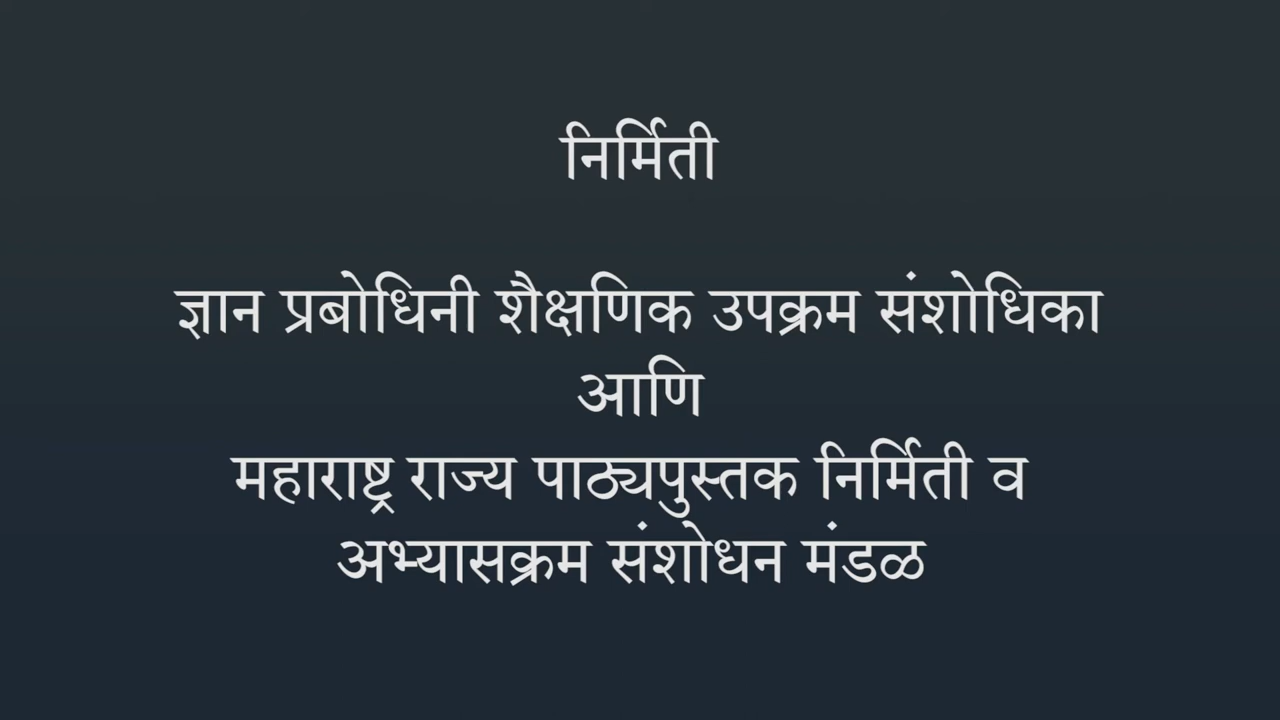 निर्मिती
ज्ञान प्रबोधिनी शैक्षणिक उपक्रम संशोधिका
आणि
महाराष्ट्र राज्य पाठ्यपुस्तक निर्मिती व
अभ्यासक्रम संशोधन मंडळ